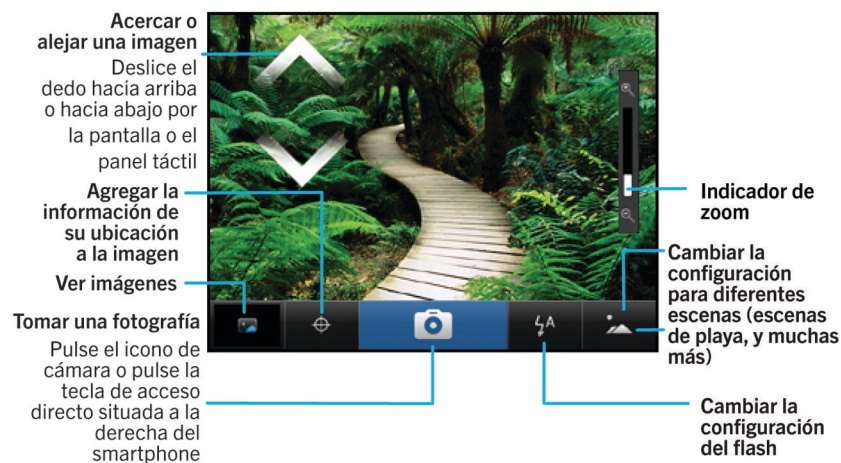 Acercar o
alejar una imagen
Deslice el
dedo hacia arriba
o hacia abajo por
la pantalla o el
panel táctil
Agregar la
información de
su ubicación
a la imagen
Ver imágenes
Tomar una fotografía
Pulse el icono de
cámara o pulse la
tecla de acceso
directo situada a la
derecha del
smartphone
A
Indicador de
zoom
Cambiar la
configuración
para diferentes
escenas (escenas
de playa, y muchas
más)
Cambiar la
configuración
del flash